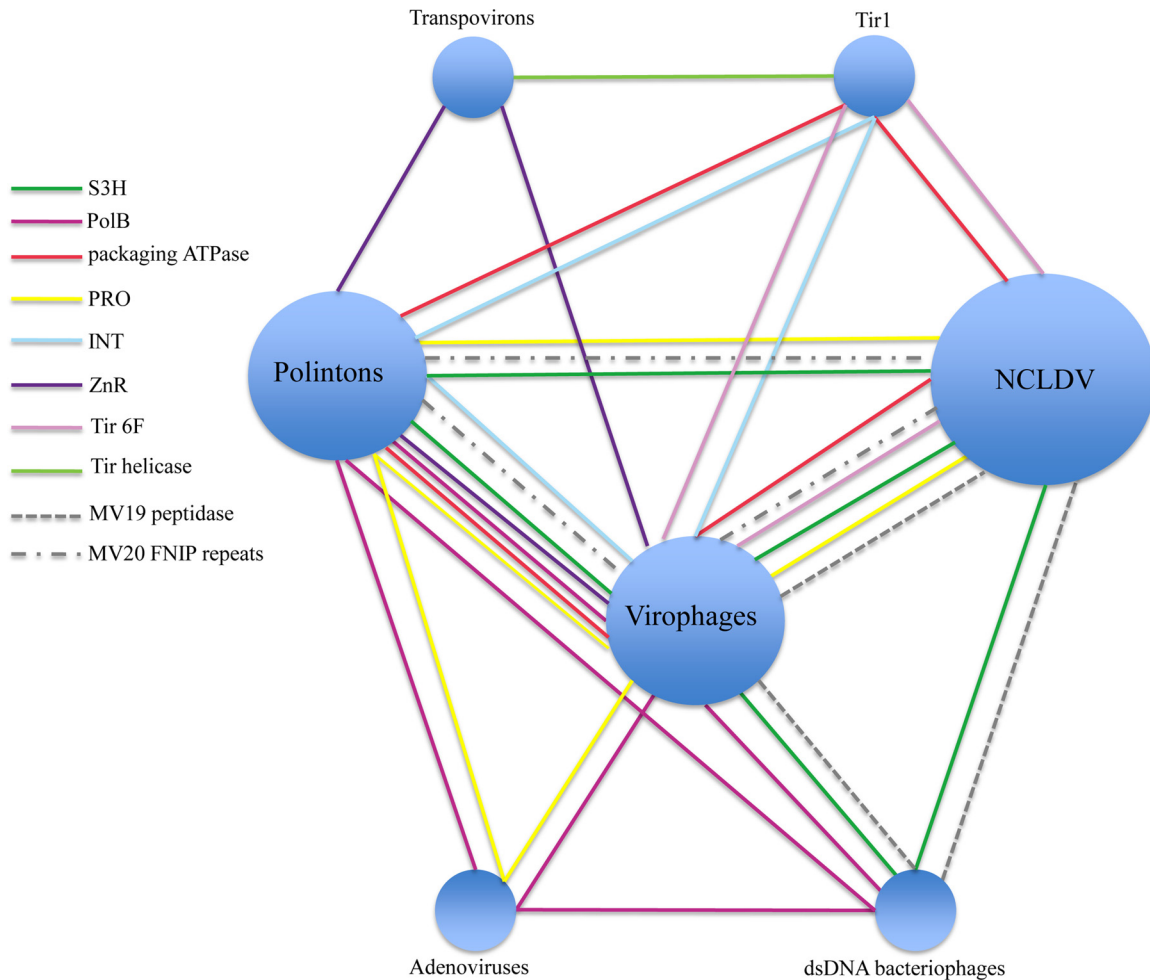 Transpovirons
Tir1
S3H
PolB
packaging ATPase
PRO
INT
ZnR
Tir 6F
Tir helicase
MV19 peptidase
MV20 FNIP repeats
Polintons
NCLDV
Virophages
Adenoviruses
dsDNA bacteriophages